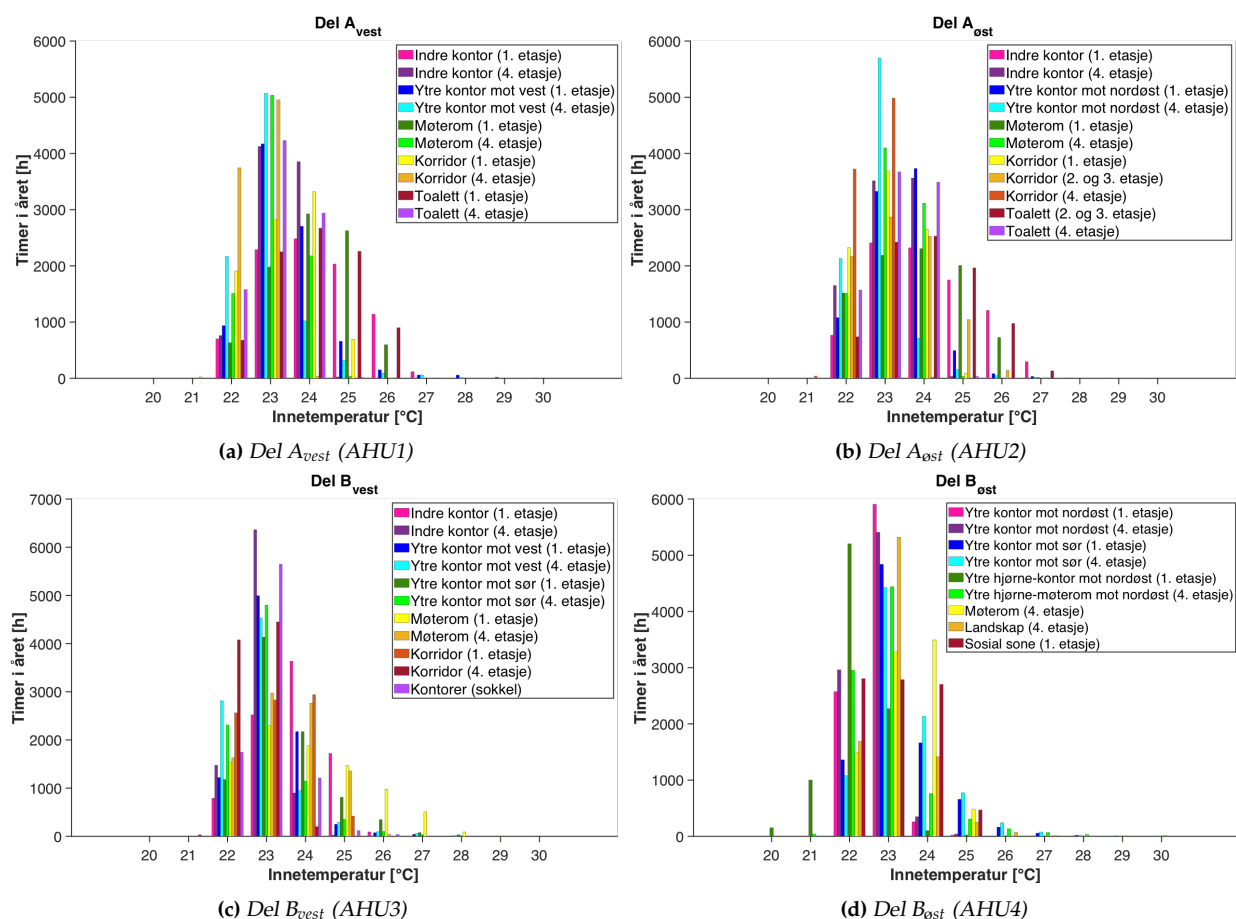 Del A_vest
6000
5000
4000
3000
2000
1000
0
Timer i året [h]
Indre kontor (1. etasje)
Indre kontor (4. etasje)
Ytre kontor mot vest (1. etasje)
Ytre kontor mot vest (4. etasje)
Møterom (1. etasje)
Møterom (4. etasje)
Korridor (1. etasje)
Korridor (4. etasje)
Toalett (1. etasje)
Toalett (4. etasje)
20 21 22 23 24 25 26 27 28 29 30
Innetemperatur [°C]
(a) Del A_vest (AHU1)
Del A_øst
6000
5000
4000
3000
2000
1000
0
Timer i året [h]
Indre kontor (1. etasje)
Indre kontor (4. etasje)
Ytre kontor mot nordøst (1. etasje)
Ytre kontor mot nordøst (4. etasje)
Møterom (1. etasje)
Møterom (4. etasje)
Korridor (1. etasje)
Korridor (2. og 3. etasje)
Korridor (4. etasje)
Toalett (2. og 3. etasje)
Toalett (4. etasje)
20 21 22 23 24 25 26 27 28 29 30
Innetemperatur [°C]
(b) Del A_øst (AHU2)
Del B_vest
7000
6000
5000
4000
3000
2000
1000
0
Timer i året [h]
Indre kontor (1. etasje)
Indre kontor (4. etasje)
Ytre kontor mot vest (1. etasje)
Ytre kontor mot vest (4. etasje)
Ytre kontor mot sør (1. etasje)
Ytre kontor mot sør (4. etasje)
Møterom (1. etasje)
Møterom (4. etasje)
Korridor (1. etasje)
Korridor (4. etasje)
Kontorer (sokkel)
20 21 22 23 24 25 26 27 28 29 30
Innetemperatur [°C]
(c) Del B_vest (AHU3)
Del B_øst
6000
5000
4000
3000
2000
1000
0
Timer i året [h]
Ytre kontor mot nordøst (1. etasje)
Ytre kontor mot nordøst (4. etasje)
Ytre kontor mot sør (1. etasje)
Ytre kontor mot sør (4. etasje)
Ytre hjørne-kontor mot nordøst (1. etasje)
Ytre hjørne-møterom mot nordøst (4. etasje)
Møterom (4. etasje)
Landskap (4. etasje)
Sosial sone (1. etasje)
20 21 22 23 24 25 26 27 28 29 30
Innetemperatur [°C]
(d) Del B_øst (AHU4)